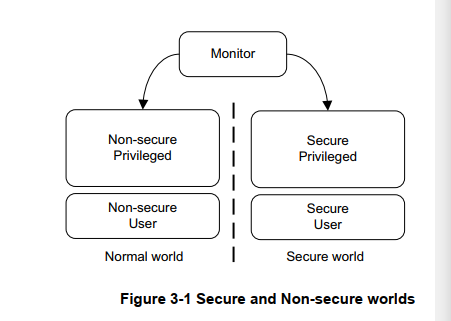 Monitor
Non-secure
Privileged
Secure
Privileged
Non-secure
User
Secure
User
Normal world
Secure world
Figure 3-1 Secure and Non-secure worlds